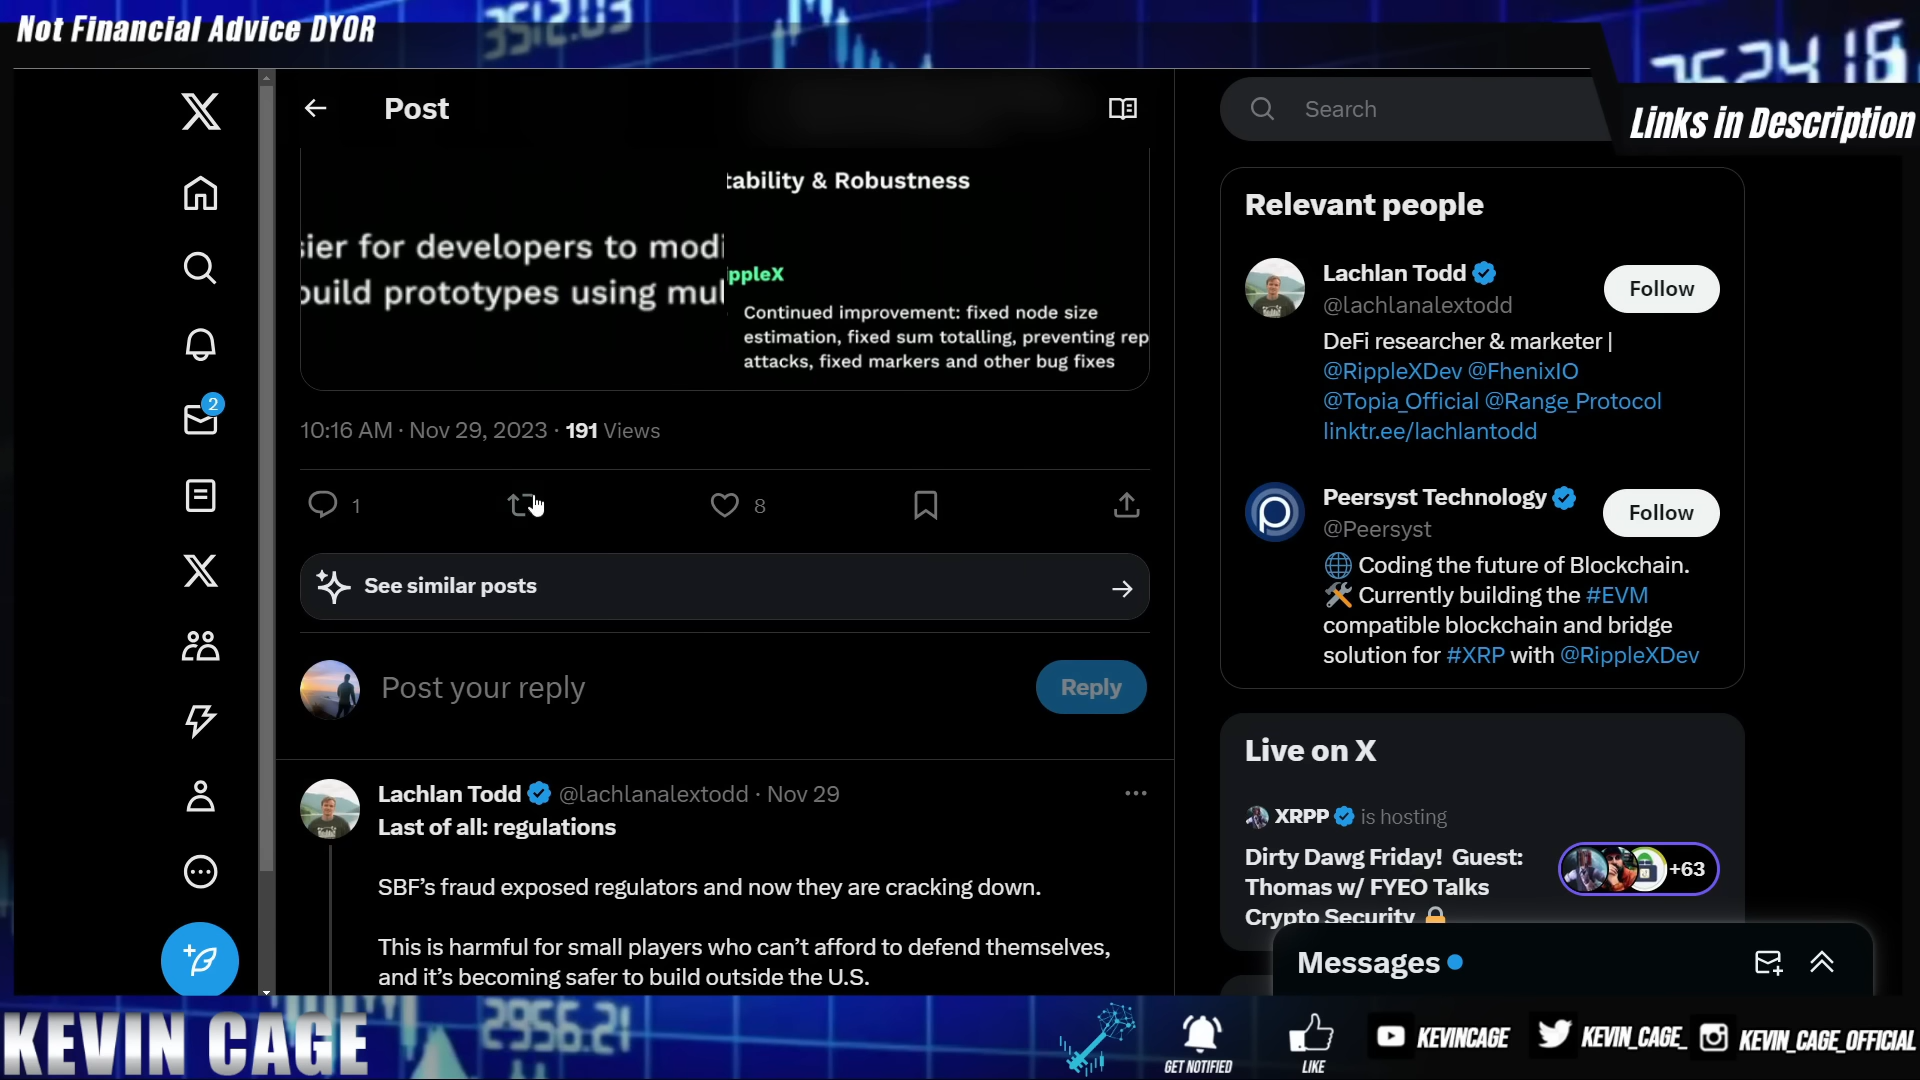 Not Financial Advice DYOR
3512.03
Links in Description
Post
Search
tability & Robustness
sier for developers to modi
build prototypes using mul
ppleX
Continued improvement: fixed node size
estimation, fixed sum totalling, preventing rep
attacks, fixed markers and other bug fixes
10:16 AM · Nov 29, 2023 · 191 Views
1
8
See similar posts
Post your reply
Reply
Lachlan Todd @lachlanalextodd · Nov 29
Last of all: regulations
SBF’s fraud exposed regulators and now they are cracking down.
This is harmful for small players who can’t afford to defend themselves,
and it’s becoming safer to build outside the U.S.
2
Relevant people
Lachlan Todd
@lachlanalextodd
Follow
DeFi researcher & marketer |
@RippleXDev @FhenixIO
@Topia_Official @Range_Protocol
linktr.ee/lachlantodd
Peersyst Technology
@Peersyst
Follow
🌐 Coding the future of Blockchain.
🛠️ Currently building the #EVM
compatible blockchain and bridge
solution for #XRP with @RippleXDev
Live on X
XRPP is hosting
Dirty Dawg Friday! Guest:
Thomas w/ FYEO Talks
Crypto Security 🔒
+63
Messages
KEVIN CAGE
2956.21
GET NOTIFIED
LIKE
KEVINCAGE
KEVIN_CAGE_
KEVIN_CAGE_OFFICIAL